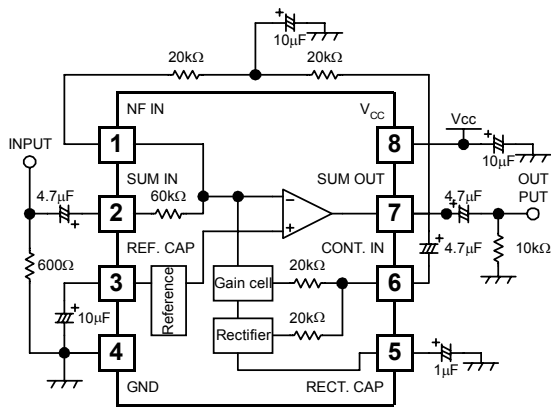 10μF
20kΩ
20kΩ
NF IN
VCC
1
8
Vcc
10μF
INPUT
4.7μF
SUM IN
SUM OUT
4.7μF
OUT
PUT
2
60kΩ
7
REF. CAP
CONT. IN
4.7μF
10kΩ
600Ω
3
Reference
Gain cell
20kΩ
6
10μF
Rectifier
20kΩ
4
5
GND
RECT. CAP
1μF